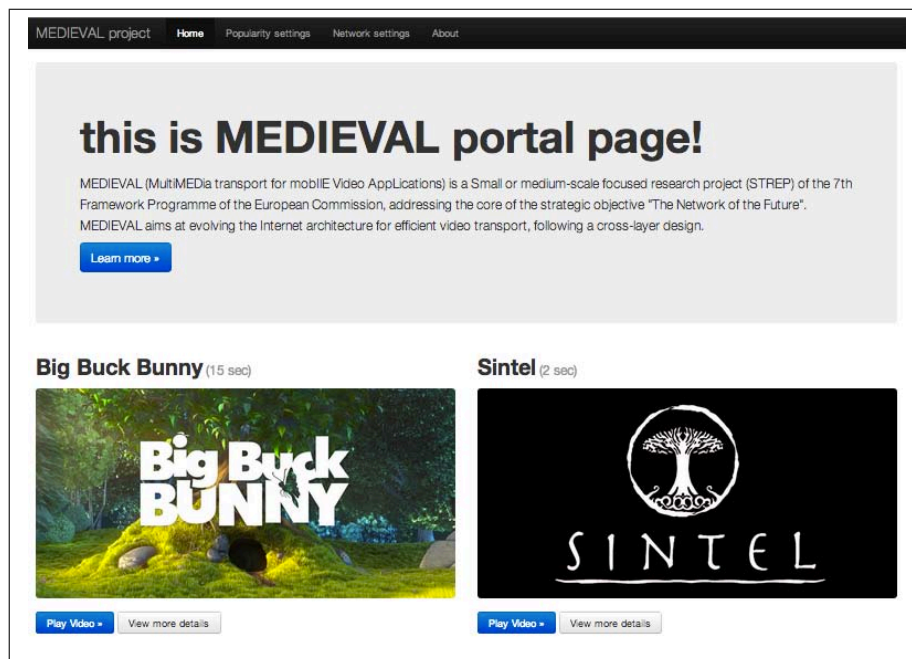 MEDIEVAL project Home Popularity settings Network settings About
this is MEDIEVAL portal page!
MEDIEVAL (MultiMEDia transport for mobIlE Video AppLications) is a Small or medium-scale focused research project (STREP) of the 7th
Framework Programme of the European Commission, addressing the core of the strategic objective "The Network of the Future".
MEDIEVAL aims at evolving the Internet architecture for efficient video transport, following a cross-layer design.
Learn more »
Big Buck Bunny (15 sec)
Big Buck
BUNNY
Play Video »
View more details
Sintel (2 sec)
SINTEL
Play Video »
View more details